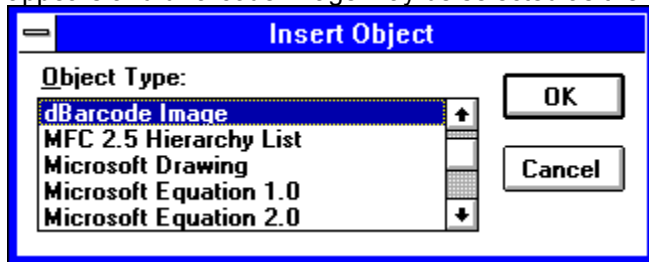 Insert Object
Object Type:
dBarcode Image
MFC 2.5 Hierarchy List
Microsoft Drawing
Microsoft Equation 1.0
Microsoft Equation 2.0
OK
Cancel